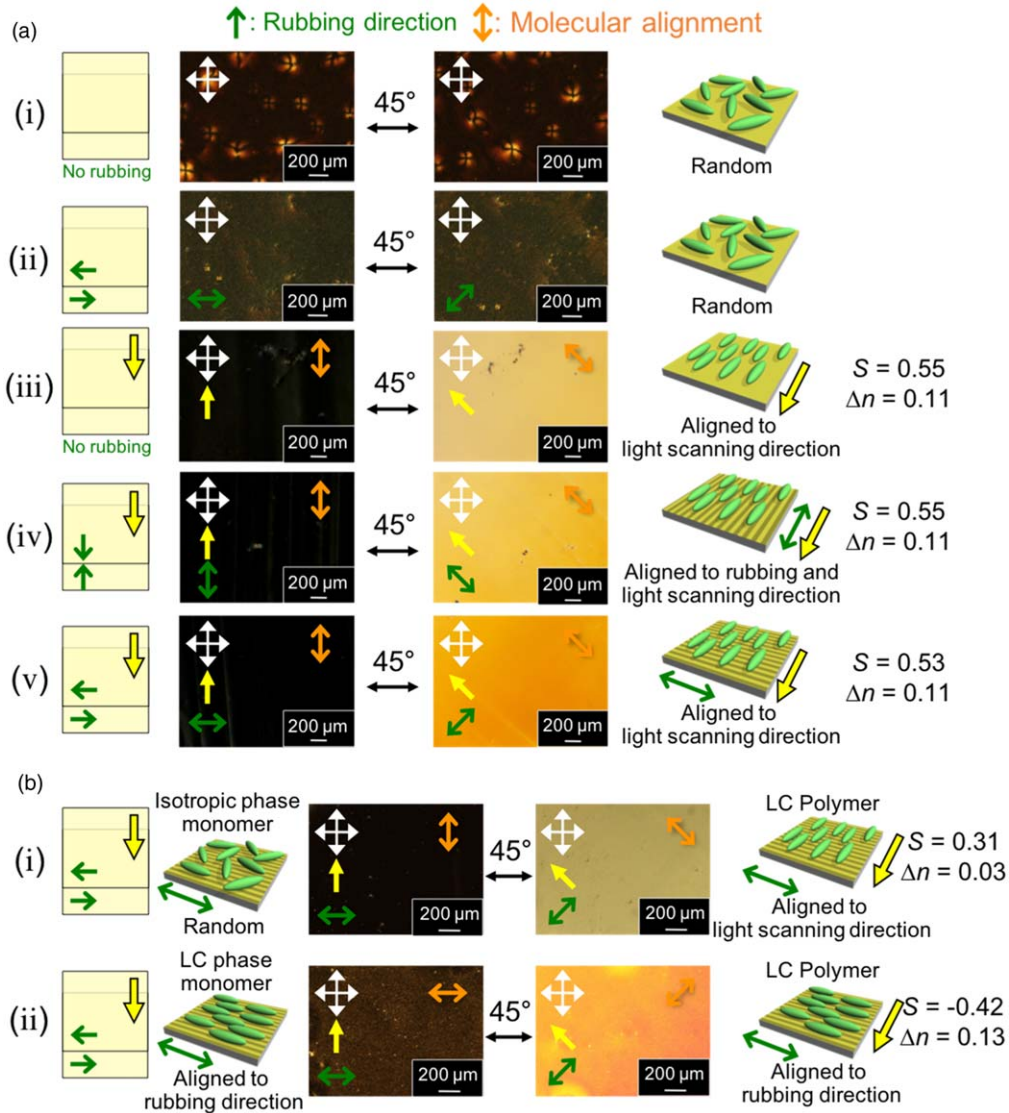 (a)
: Rubbing direction
: Molecular alignment
(i)
No rubbing
200 µm
45°
200 µm
Random
(ii)
200 µm
45°
200 µm
Random
(iii)
No rubbing
200 µm
45°
200 µm
Aligned to
light scanning direction
S = 0.55
Δn = 0.11
(iv)
200 µm
45°
200 µm
Aligned to rubbing and
light scanning direction
S = 0.55
Δn = 0.11
(v)
200 µm
45°
200 µm
Aligned to
light scanning direction
S = 0.53
Δn = 0.11
(b)
(i)
Isotropic phase
monomer
Random
200 µm
45°
200 µm
LC Polymer
Aligned to
light scanning direction
S = 0.31
Δn = 0.03
(ii)
LC phase
monomer
Aligned to
rubbing direction
200 µm
45°
200 µm
LC Polymer
Aligned to
rubbing direction
S = -0.42
Δn = 0.13